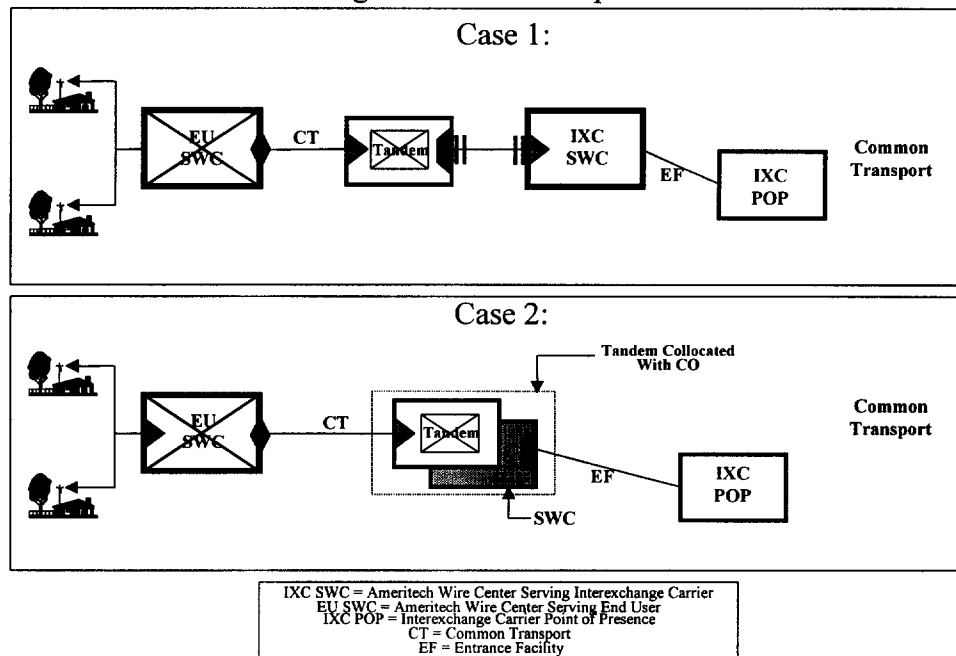 Case 1:
EU
SWC
CT
Tandem
IXC
SWC
EF
IXC
POP
Common
Transport
Case 2:
Tandem Collocated
With CO
EU
SWC
CT
Tandem
SWC
EF
IXC
POP
Common
Transport
IXC SWC = Ameritech Wire Center Serving Interexchange Carrier
EU SWC = Ameritech Wire Center Serving End User
IXC POP = Interexchange Carrier Point of Presence
CT = Common Transport
EF = Entrance Facility